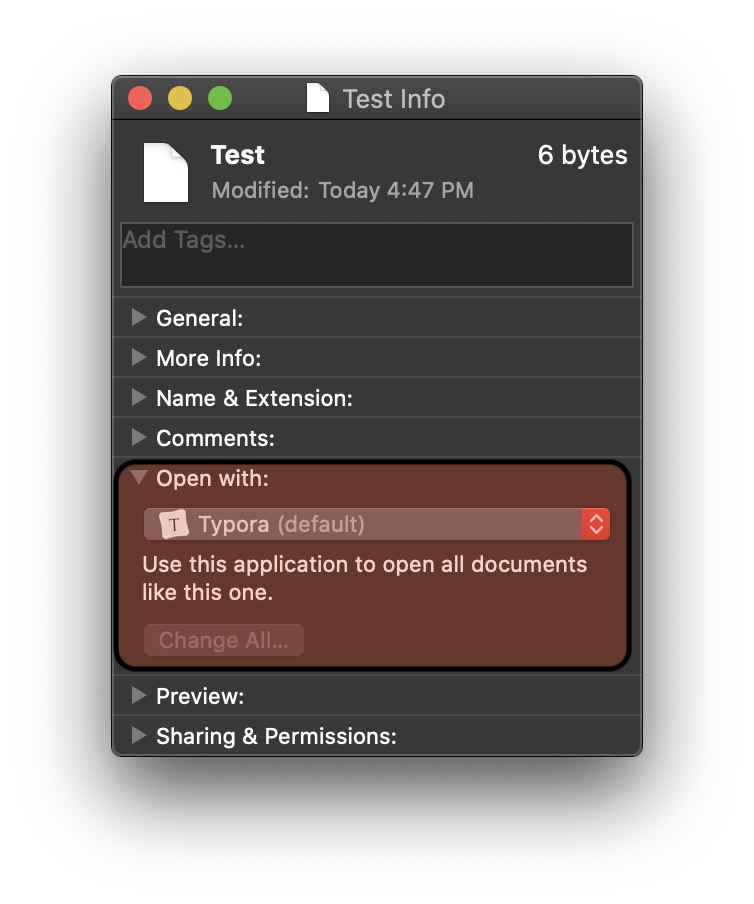 Test Info
Test
6 bytes
Modified: Today 4:47 PM
Add Tags...
General:
More Info:
Name & Extension:
Comments:
Open with:
T Typora (default)
Use this application to open all documents
like this one.
Change All...
Preview:
Sharing & Permissions: